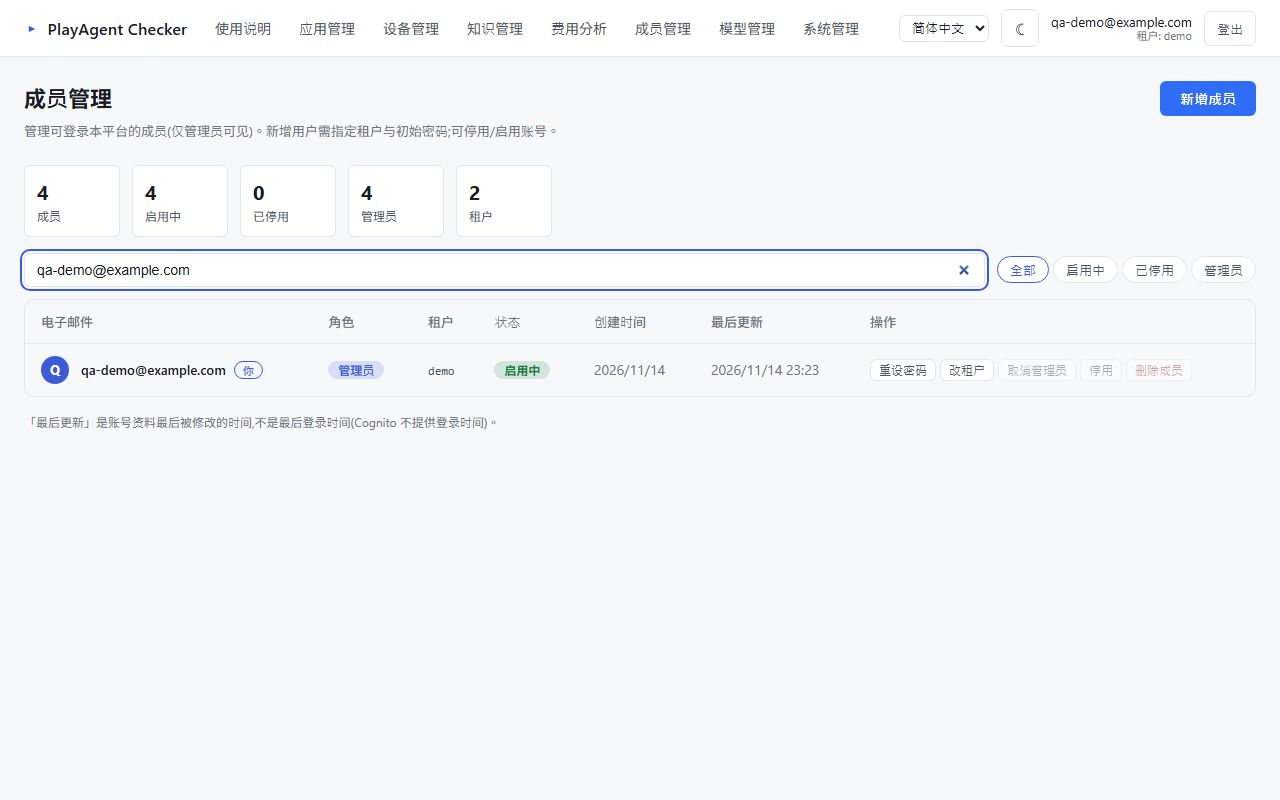 PlayAgent Checker 使用说明 应用管理 设备管理 知识管理 费用分析 成员管理 模型管理 系统管理 简体中文 qa-demo@example.com 登出
租户: demo
成员管理 新增成员
管理可登录本平台的成员(仅管理员可见)。新增用户需指定租户与初始密码;可停用/启用账号。
4 4 0 4 2
成员 启用中 已停用 管理员 租户
qa-demo@example.com 全部 启用中 已停用 管理员
电子邮件 角色 租户 状态 创建时间 最后更新 操作
Q qa-demo@example.com 你 管理员 demo 启用中 2026/11/14 2026/11/14 23:23 重设密码 改租户 取消管理员 停用 删除成员
「最后更新」是账号资料最后被修改的时间,不是最后登录时间(Cognito 不提供登录时间)。